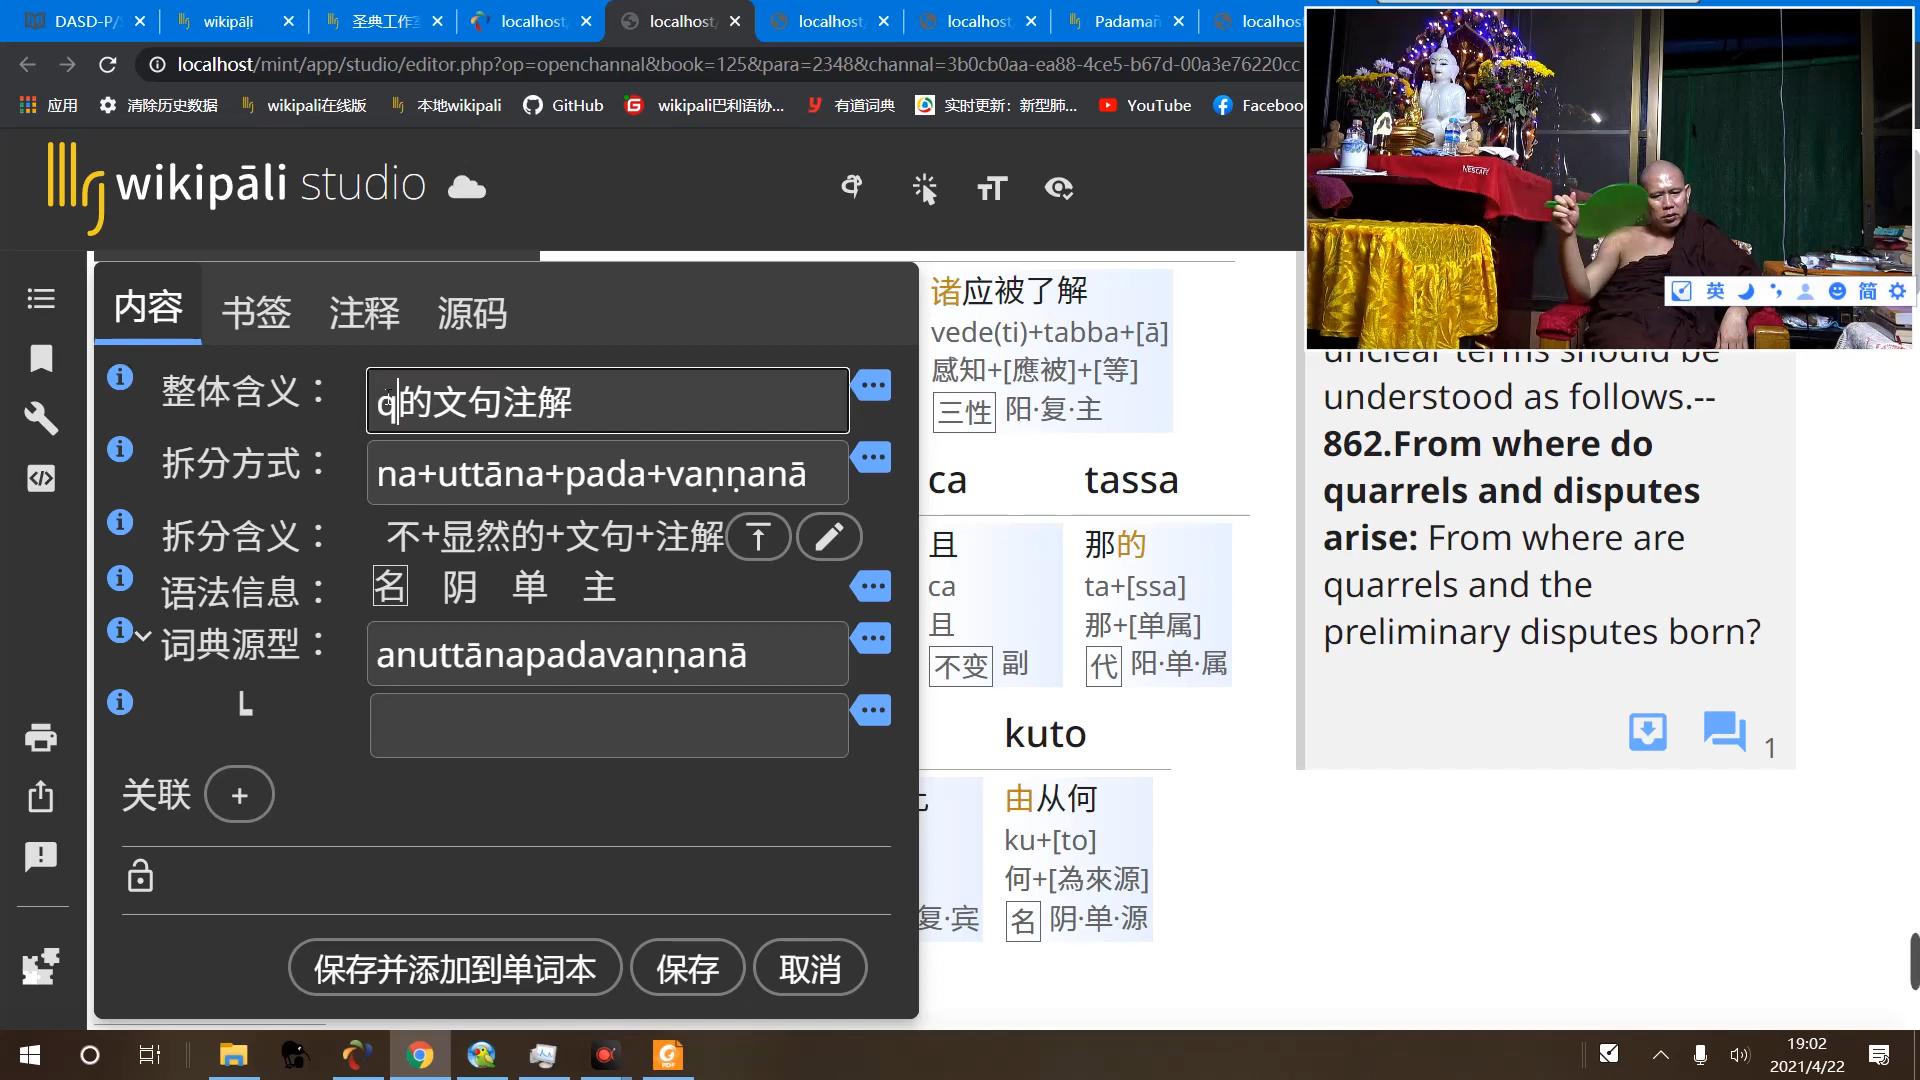 DASD-P/
wikipāli
圣典工作
localhost/
localhost/
localhost/
localhost/
Padamañ
localhost/
localhost/mint/app/studio/editor.php?op=openchannal&book=125&para=2348&channal=3b0cb0aa-ea88-4ce5-b67d-00a3e76220cc
应用
清除历史数据
wikipali在线版
本地wikipali
GitHub
wikipali巴利语协...
有道词典
实时更新：新型肺...
YouTube
Faceboo
wikipāli studio
NESCAFÉ
英
简
内容 书签 注释 源码
整体含义：
q的文句注解
拆分方式：
na+uttāna+pada+vaṇṇanā
拆分含义：
不+显然的+文句+注解
语法信息：
名 阴 单 主
词典源型：
anuttānapadavaṇṇanā
关联 +
保存并添加到单词本 保存 取消
诸应被了解
vede(ti)+tabba+[ā]
感知+[應被]+[等]
三性 阳·复·主
ca tassa
且 那的
ca ta+[ssa]
且 那+[单属]
不变 副 代 阳·单·属
kuto
由从何
ku+[to]
何+[為來源]
复·宾 名 阴·单·源
unclear terms should be
understood as follows.--
862.From where do
quarrels and disputes
arise: From where are
quarrels and the
preliminary disputes born?
1
19:02
2021/4/22